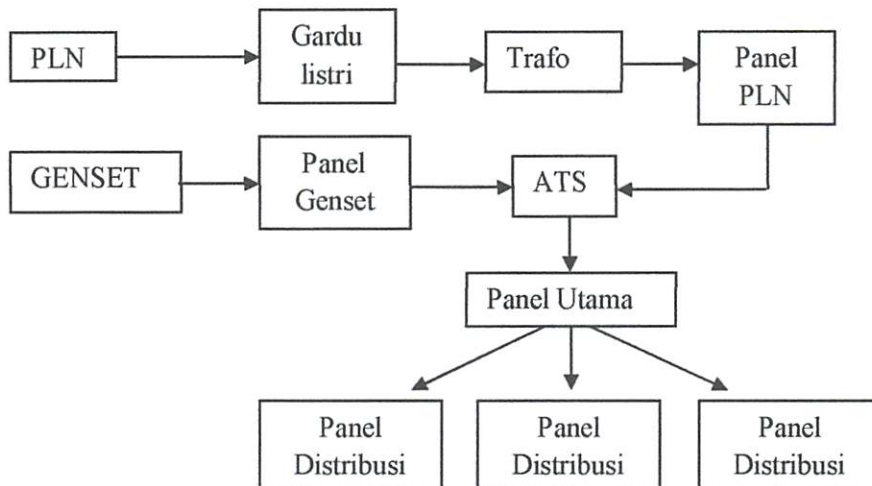 PLN
Gardu
listri
Trafo
Panel
PLN
GENSET
Panel
Genset
ATS
Panel Utama
Panel
Distribusi
Panel
Distribusi
Panel
Distribusi